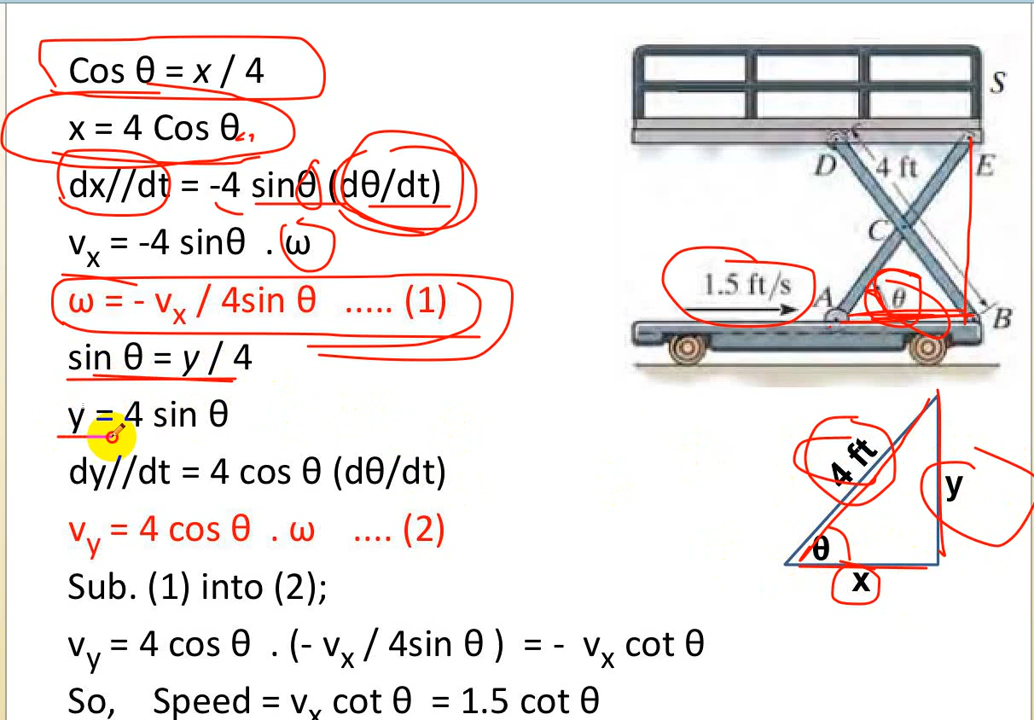 Cos θ = x / 4
x = 4 Cos θ
dx//dt = -4 sinθ (dθ/dt)
vx = -4 sinθ . ω
ω = - vx / 4sin θ ..... (1)
sin θ = y / 4
y = 4 sin θ
dy//dt = 4 cos θ (dθ/dt)
vy = 4 cos θ . ω .... (2)
Sub. (1) into (2);
vy = 4 cos θ . (- vx / 4sin θ ) = - vx cot θ
So, Speed = vx cot θ = 1.5 cot θ
S
D
4 ft
E
C
1.5 ft/s
A
θ
B
4 ft
y
θ
x